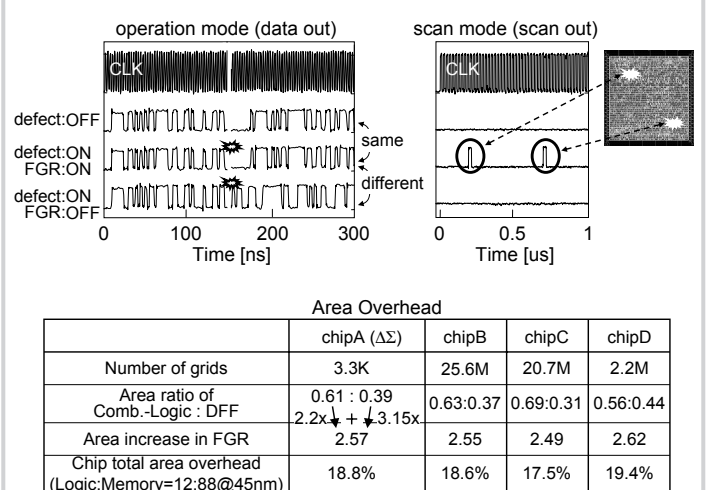 operation mode (data out)
scan mode (scan out)
CLK
CLK
defect:OFF
same
defect:ON
FGR:ON
different
defect:ON
FGR:OFF
0 100 200 300
Time [ns]
0 0.5 1
Time [us]
Area Overhead
chipA (ΔΣ) chipB chipC chipD
Number of grids 3.3K 25.6M 20.7M 2.2M
Area ratio of
Comb.-Logic : DFF
0.61 : 0.39
2.2x + 3.15x
0.63:0.37 0.69:0.31 0.56:0.44
Area increase in FGR 2.57 2.55 2.49 2.62
Chip total area overhead
(Logic:Memory=12:88@45nm)
18.8% 18.6% 17.5% 19.4%